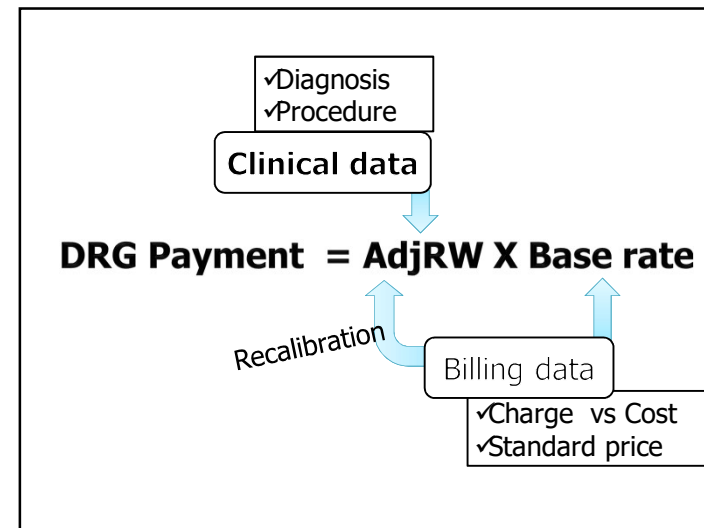 ✓Diagnosis
✓Procedure
Clinical data
DRG Payment = AdjRW X Base rate
Recalibration
Billing data
✓Charge vs Cost
✓Standard price